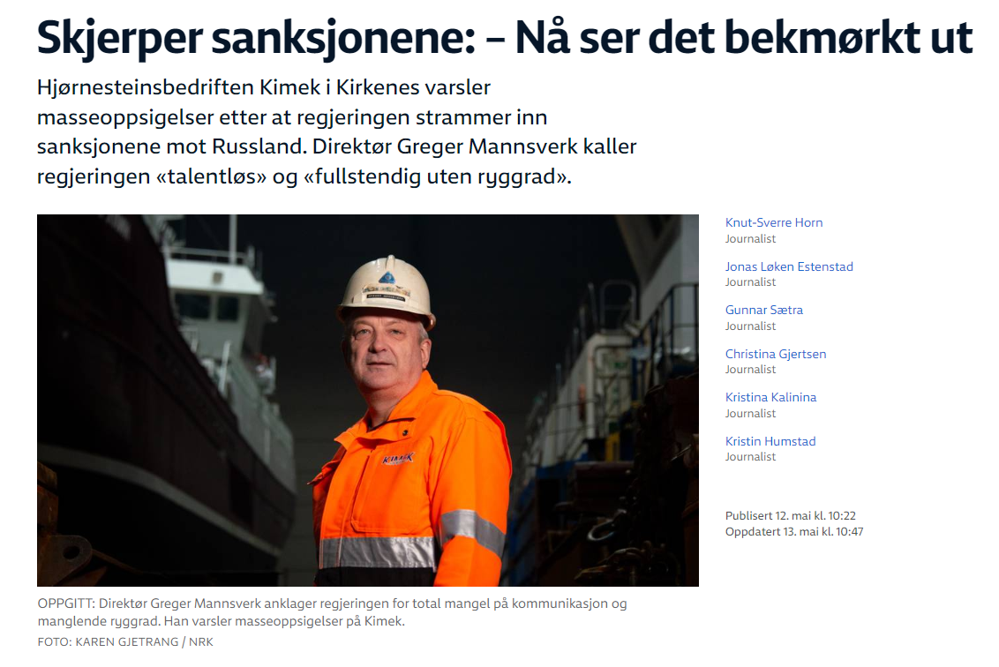 Skjerper sanksjonene: – Nå ser det bekmørkt ut
Hjørnesteinsbedriften Kimek i Kirkenes varsler
masseoppsigelser etter at regjeringen strammer inn
sanksjonene mot Russland. Direktør Greger Mannsverk kaller
regjeringen «talentløs» og «fullstendig uten ryggrad».
KIMEK
Knut-Sverre Horn
Journalist
Jonas Løken Estenstad
Journalist
Gunnar Sætra
Journalist
Christina Gjertsen
Journalist
Kristina Kalinina
Journalist
Kristin Humstad
Journalist
Publisert 12. mai kl. 10:22
Oppdatert 13. mai kl. 10:47
OPPGITT: Direktør Greger Mannsverk anklager regjeringen for total mangel på kommunikasjon og
manglende ryggrad. Han varsler masseoppsigelser på Kimek.
FOTO: KAREN GJETRANG / NRK